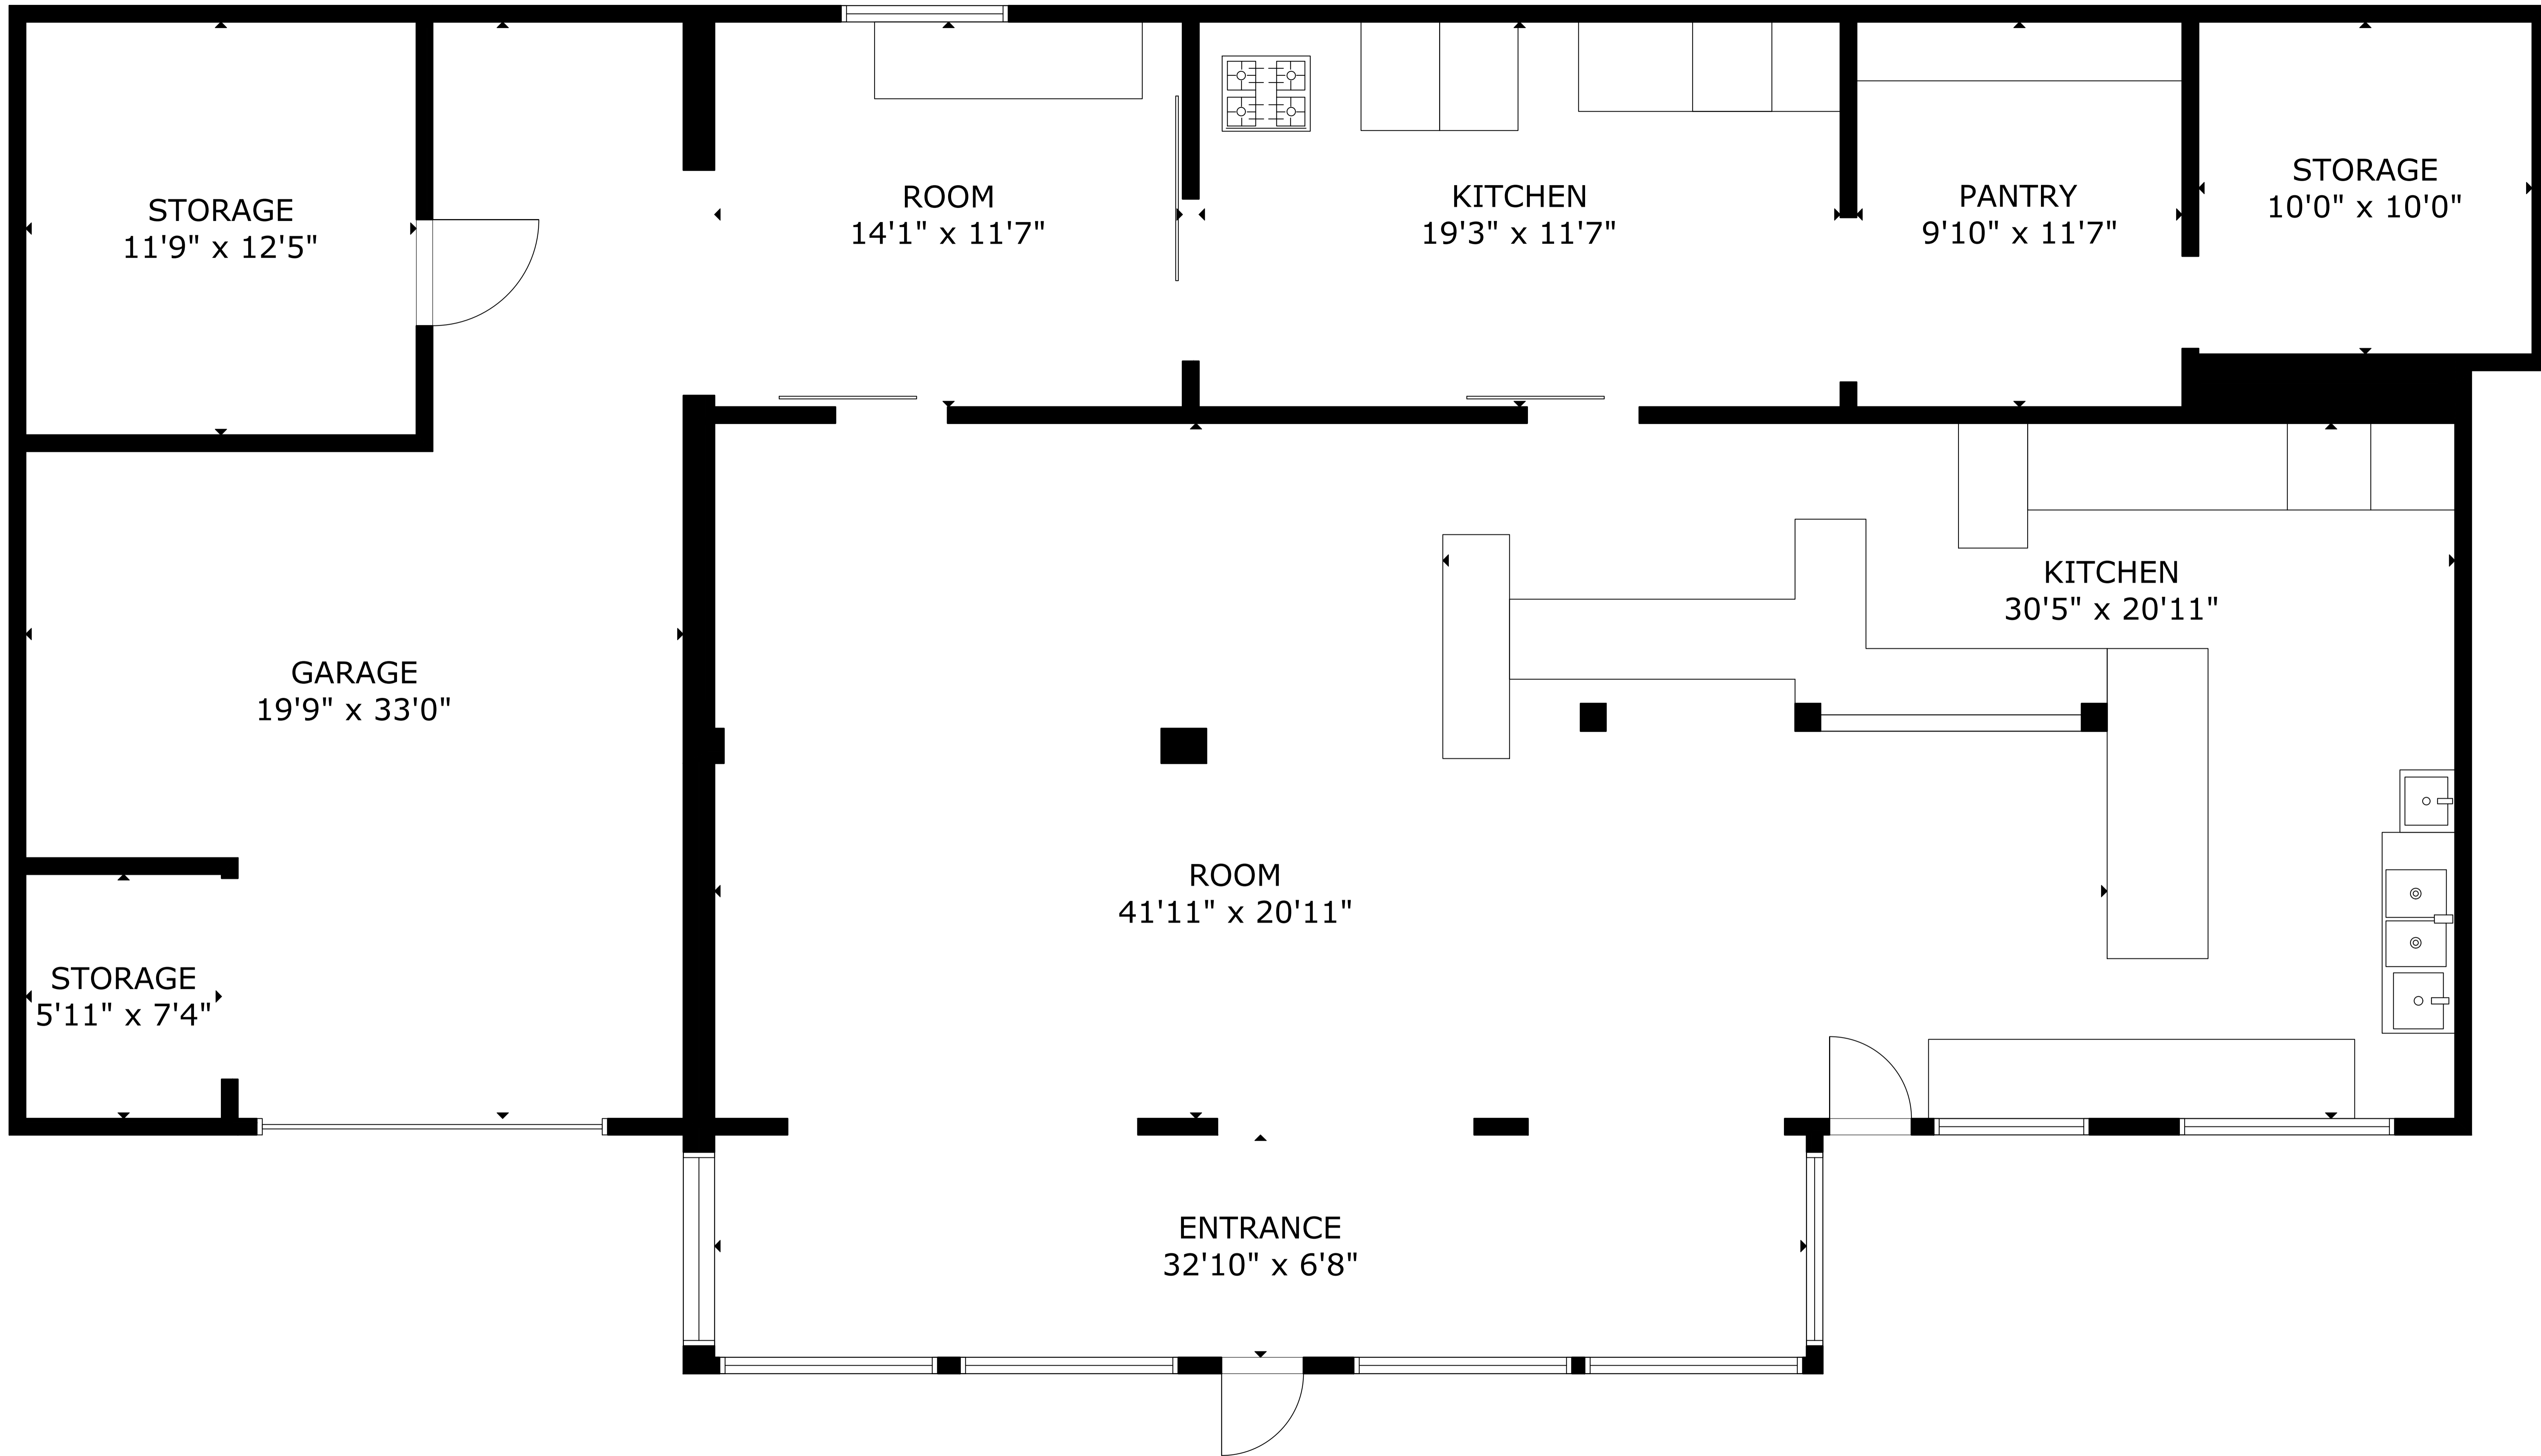 STORAGE
11'9" x 12'5"
ROOM
14'1" x 11'7"
KITCHEN
19'3" x 11'7"
PANTRY
9'10" x 11'7"
STORAGE
10'0" x 10'0"
KITCHEN
30'5" x 20'11"
GARAGE
19'9" x 33'0"
ROOM
41'11" x 20'11"
STORAGE
5'11" x 7'4"
ENTRANCE
32'10" x 6'8"